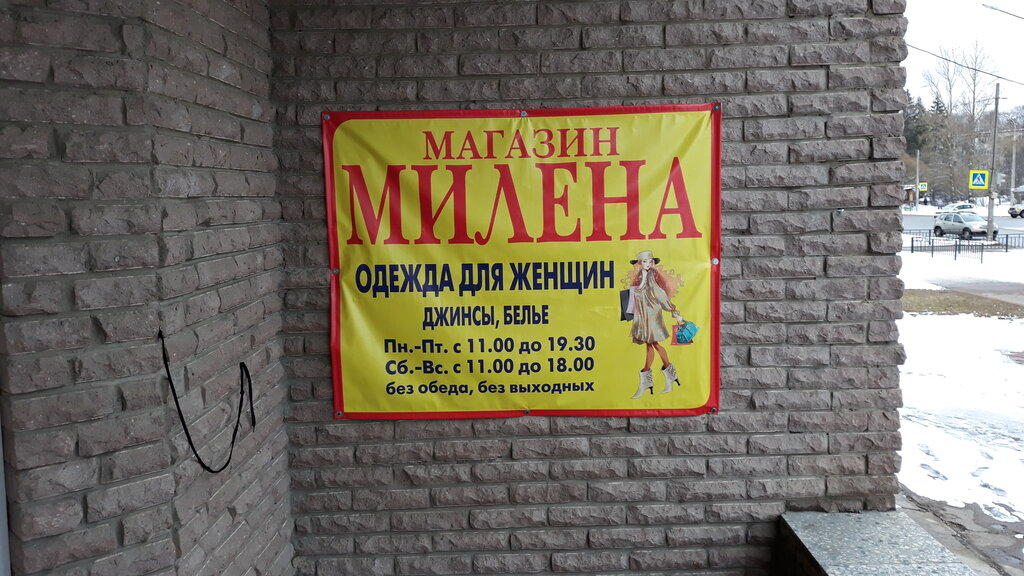 МАГАЗИН
МИЛЕНА
ОДЕЖДА ДЛЯ ЖЕНЩИН
ДЖИНСЫ, БЕЛЬЕ
Пн.-Пт. с 11.00 до 19.30
Сб.-Вс. с 11.00 до 18.00
без обеда, без выходных